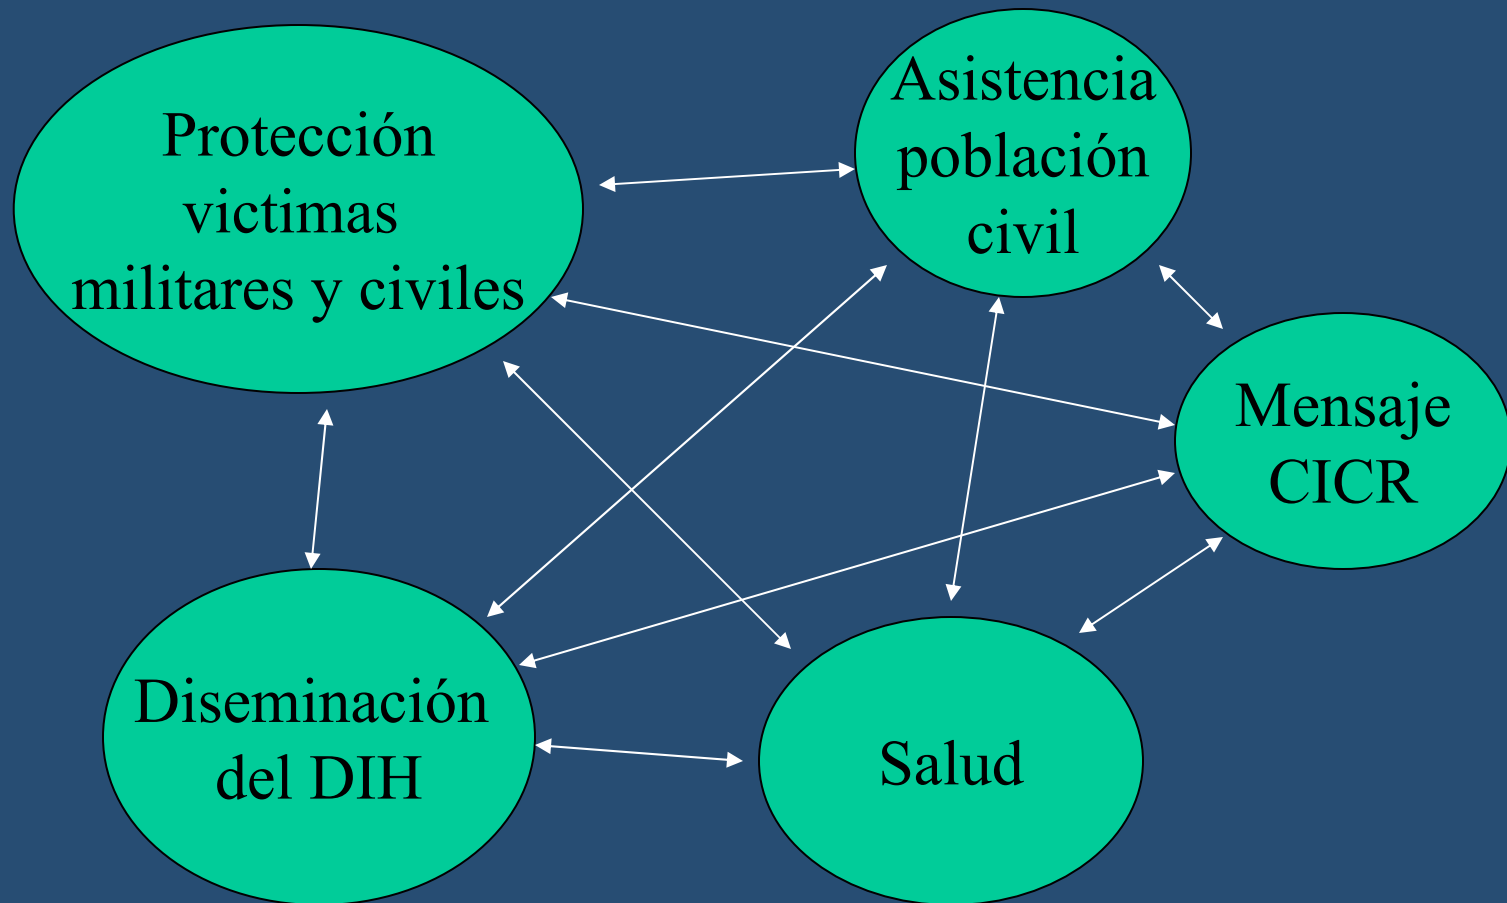 Protección
victimas
militares y civiles
Asistencia
población
civil
Mensaje
CICR
Diseminación
del DIH
Salud